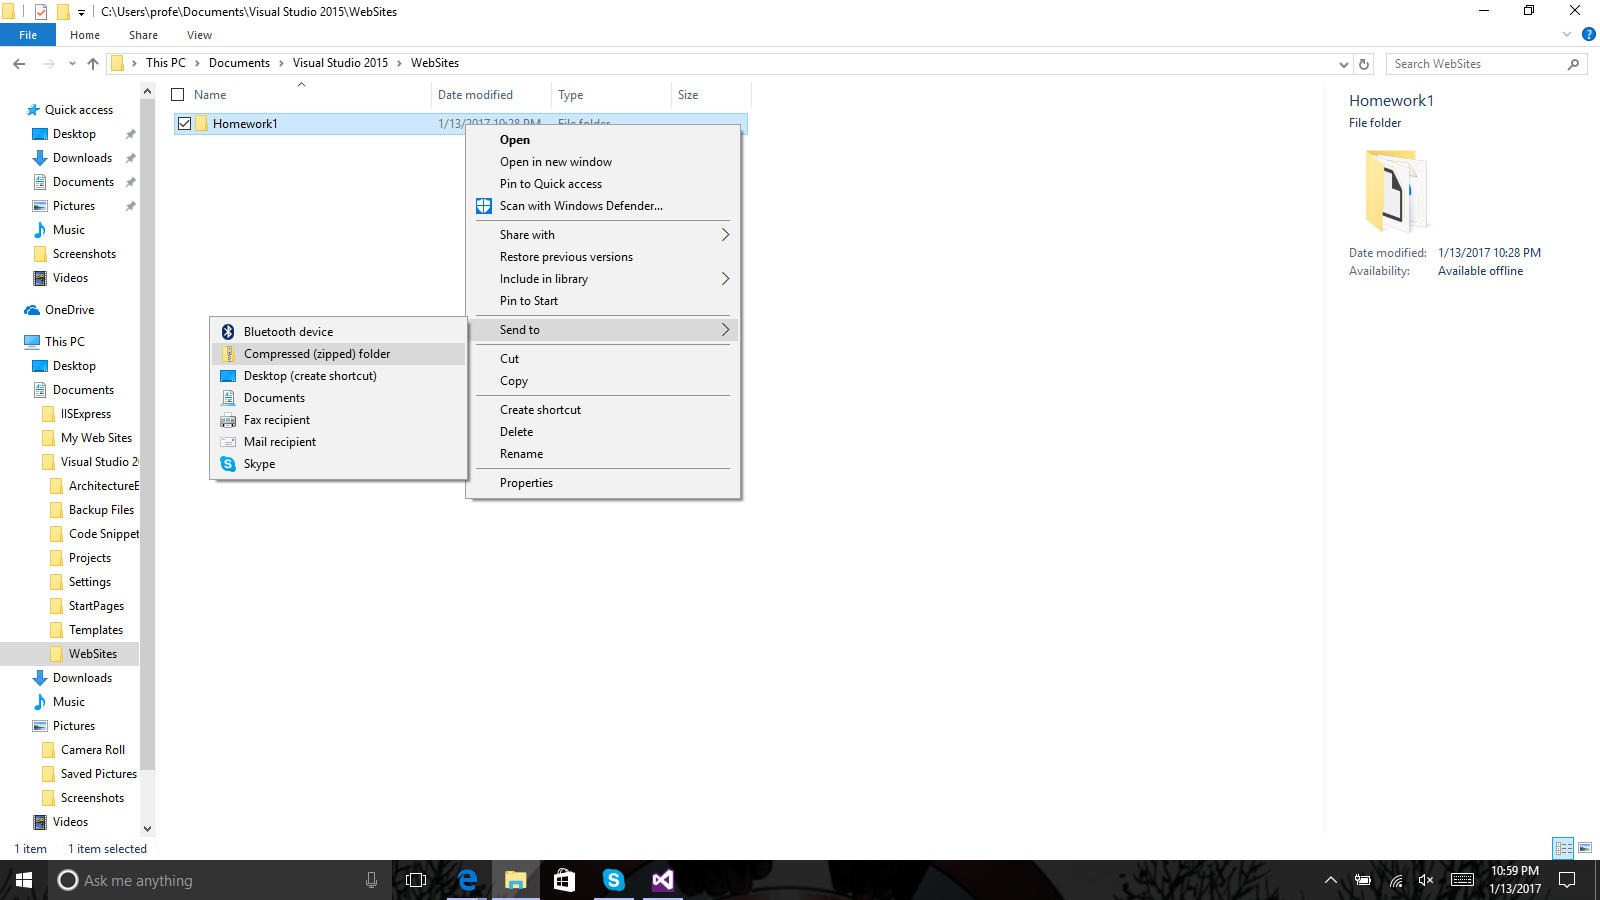 C:\Users\profe\Documents\Visual Studio 2015\WebSites
File Home Share View
This PC > Documents > Visual Studio 2015 > WebSites
Search WebSites
Name Date modified Type Size
Homework1 1/13/2017 10:28 PM File folder
Quick access
Desktop
Downloads
Documents
Pictures
Music
Screenshots
Videos
OneDrive
This PC
Desktop
Documents
IISExpress
My Web Sites
Visual Studio 2
ArchitectureE
Backup Files
Code Snippet
Projects
Settings
StartPages
Templates
WebSites
Downloads
Music
Pictures
Camera Roll
Saved Pictures
Screenshots
Videos
Open
Open in new window
Pin to Quick access
Scan with Windows Defender...
Share with
Restore previous versions
Include in library
Pin to Start
Send to
Cut
Copy
Create shortcut
Delete
Rename
Properties
Bluetooth device
Compressed (zipped) folder
Desktop (create shortcut)
Documents
Fax recipient
Mail recipient
Skype
Homework1
File folder
Date modified: 1/13/2017 10:28 PM
Availability: Available offline
1 item 1 item selected
Ask me anything
10:59 PM
1/13/2017